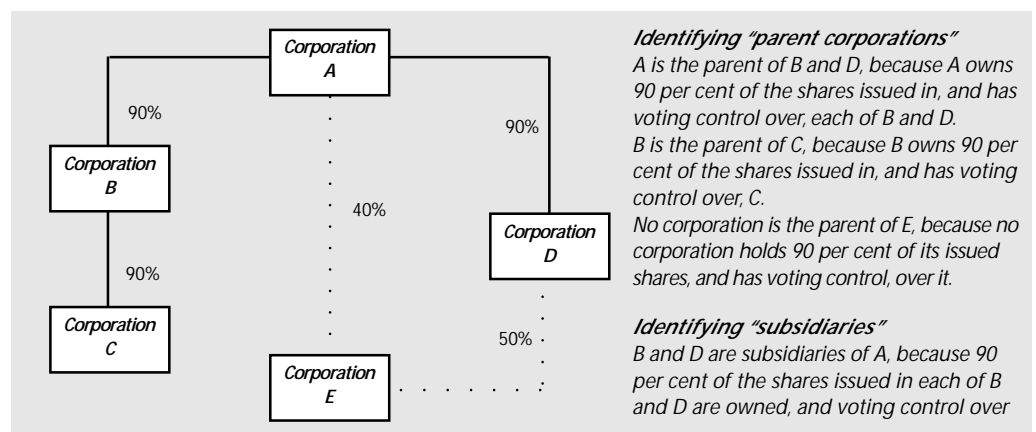 Corporation
A
90%
90%
Corporation
B
40%
Corporation
D
90%
Corporation
C
50%
Corporation
E
Identifying “parent corporations”
A is the parent of B and D, because A owns
90 per cent of the shares issued in, and has
voting control over, each of B and D.
B is the parent of C, because B owns 90 per
cent of the shares issued in, and has voting
control over, C.
No corporation is the parent of E, because no
corporation holds 90 per cent of its issued
shares, and has voting control, over it.
Identifying “subsidiaries”
B and D are subsidiaries of A, because 90
per cent of the shares issued in each of B
and D are owned, and voting control over